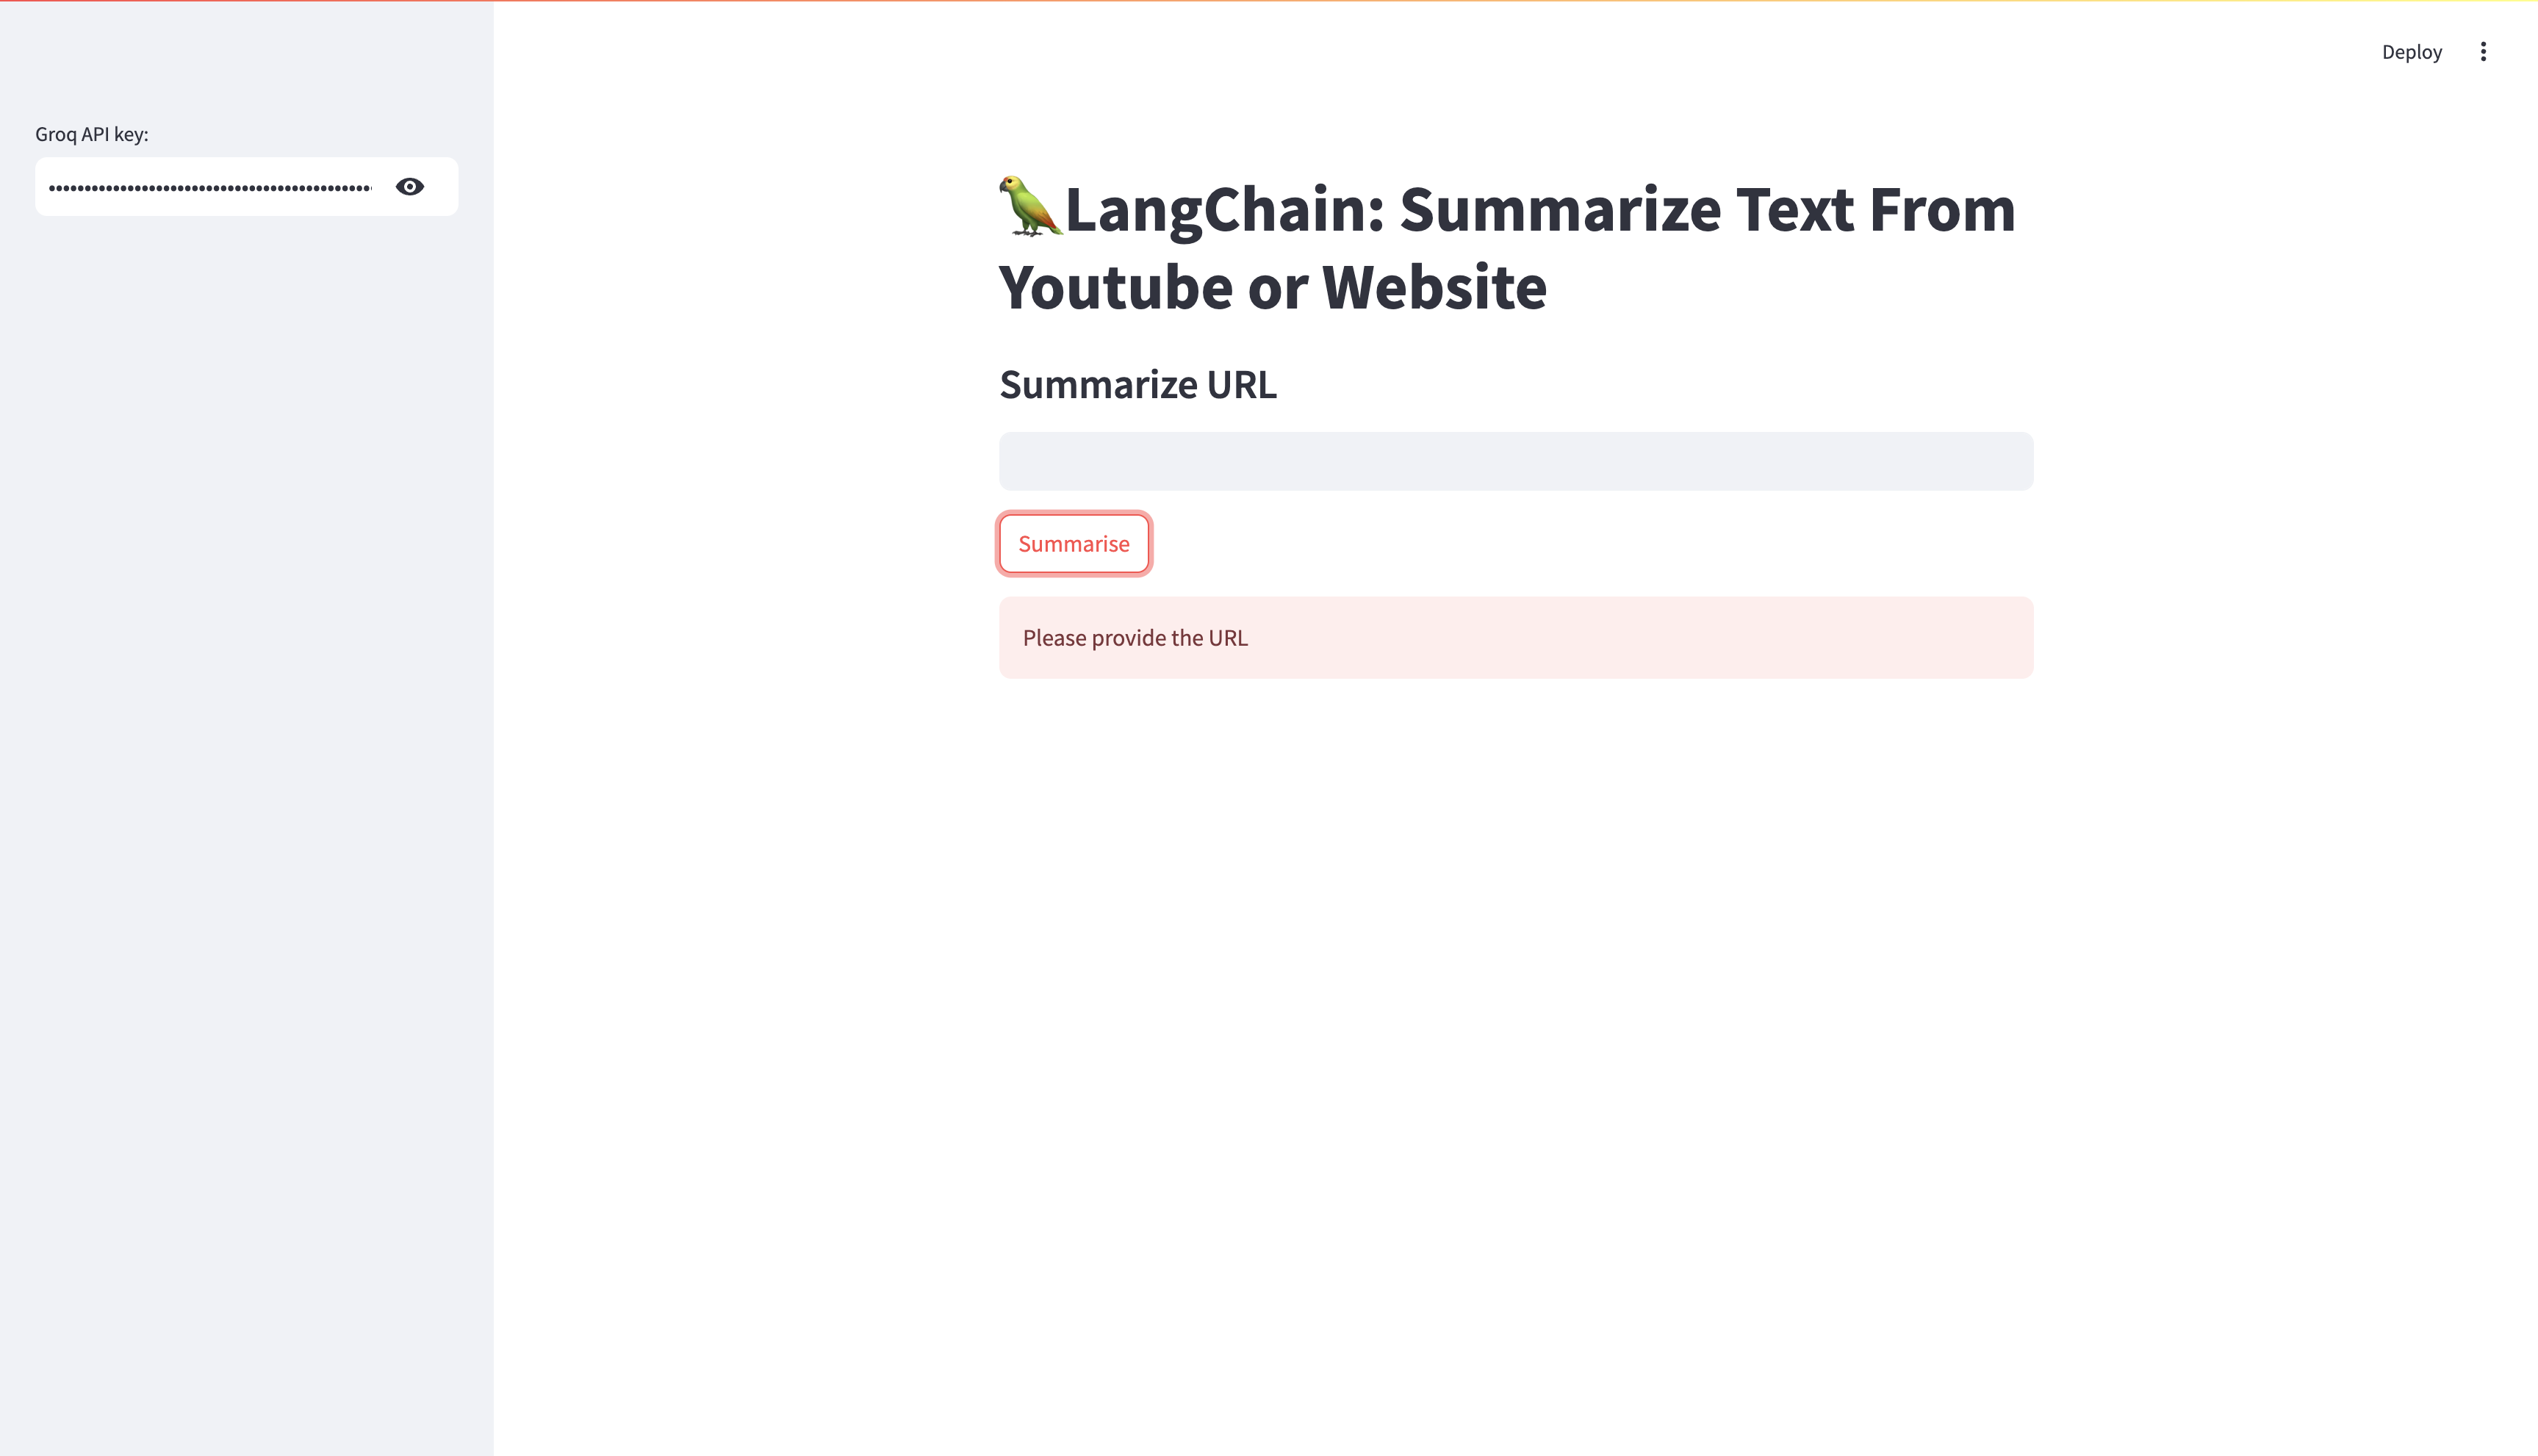 Deploy
Groq API key:
🦜LangChain: Summarize Text From
Youtube or Website
Summarize URL
Summarise
Please provide the URL